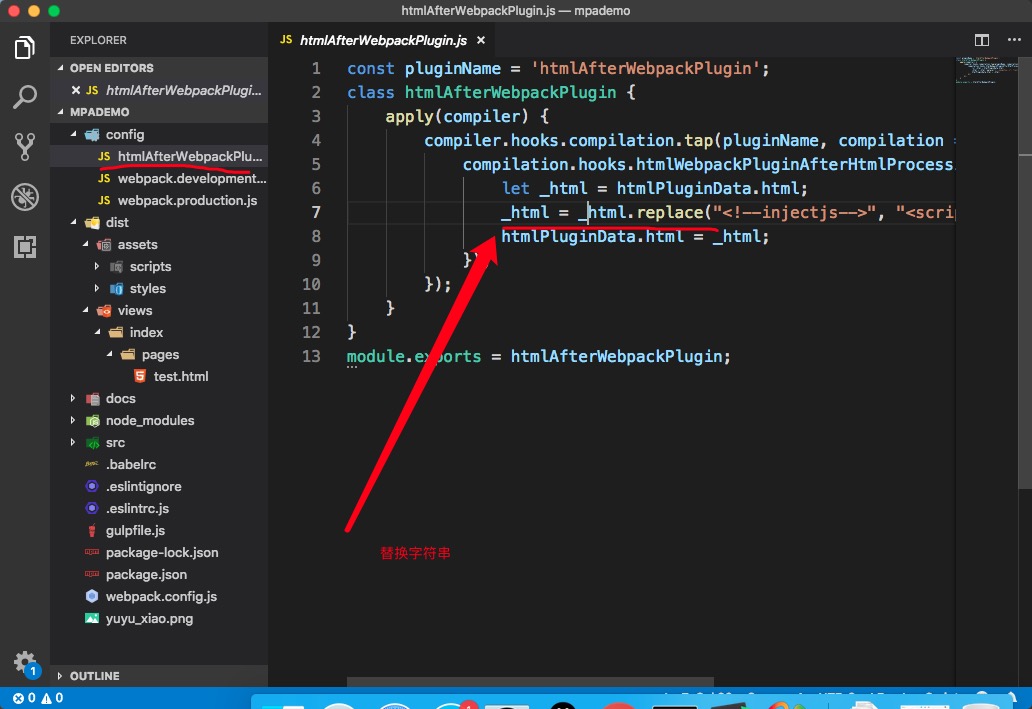 htmlAfterWebpackPlugin.js — mpademo
EXPLORER
OPEN EDITORS
JS htmlAfterWebpackPlugi...
MPADEMO
config
JS htmlAfterWebpackPlu...
JS webpack.development...
JS webpack.production.js
dist
assets
scripts
styles
views
index
pages
test.html
docs
node_modules
src
.babelrc
.eslintignore
.eslintrc.js
gulpfile.js
package-lock.json
package.json
webpack.config.js
yuyu_xiao.png
OUTLINE
JS htmlAfterWebpackPlugin.js
1 const pluginName = 'htmlAfterWebpackPlugin';
2 class htmlAfterWebpackPlugin {
3 apply(compiler) {
4 compiler.hooks.compilation.tap(pluginName, compilation =
5 compilation.hooks.htmlWebpackPluginAfterHtmlProcess
6 let _html = htmlPluginData.html;
7 _html = _html.replace("<!--injectjs-->", "<scri
8 htmlPluginData.html = _html;
9 });
10 });
11 }
12 }
13 module.exports = htmlAfterWebpackPlugin;
替换字符串
1
0 0